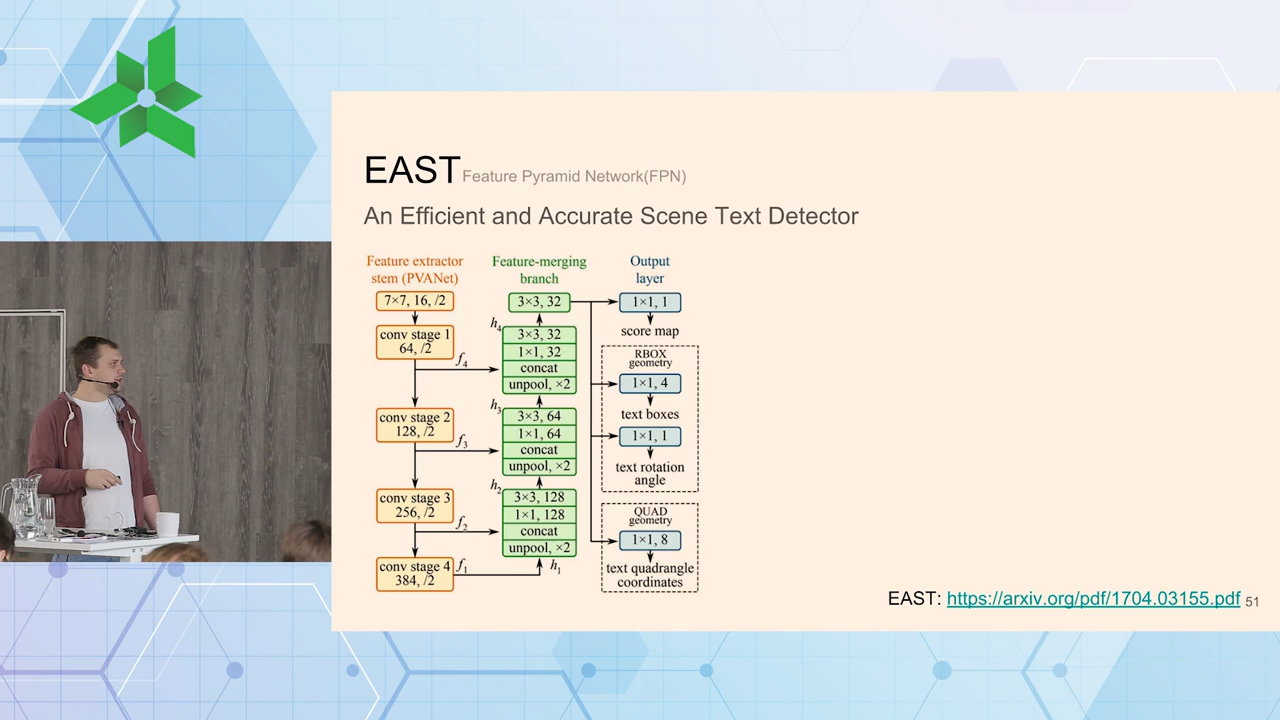 EAST Feature Pyramid Network(FPN)
An Efficient and Accurate Scene Text Detector
Feature extractor
stem (PVANet)
7×7, 16, /2
conv stage 1
64, /2
f4
conv stage 2
128, /2
f3
conv stage 3
256, /2
f2
conv stage 4
384, /2
f1
Feature-merging
branch
3×3, 32
h4
3×3, 32
1×1, 32
concat
unpool, ×2
h3
3×3, 64
1×1, 64
concat
unpool, ×2
h2
3×3, 128
1×1, 128
concat
unpool, ×2
h1
Output
layer
1×1, 1
score map
RBOX
geometry
1×1, 4
text boxes
1×1, 1
text rotation
angle
QUAD
geometry
1×1, 8
text quadrangle
coordinates
EAST: https://arxiv.org/pdf/1704.03155.pdf 51